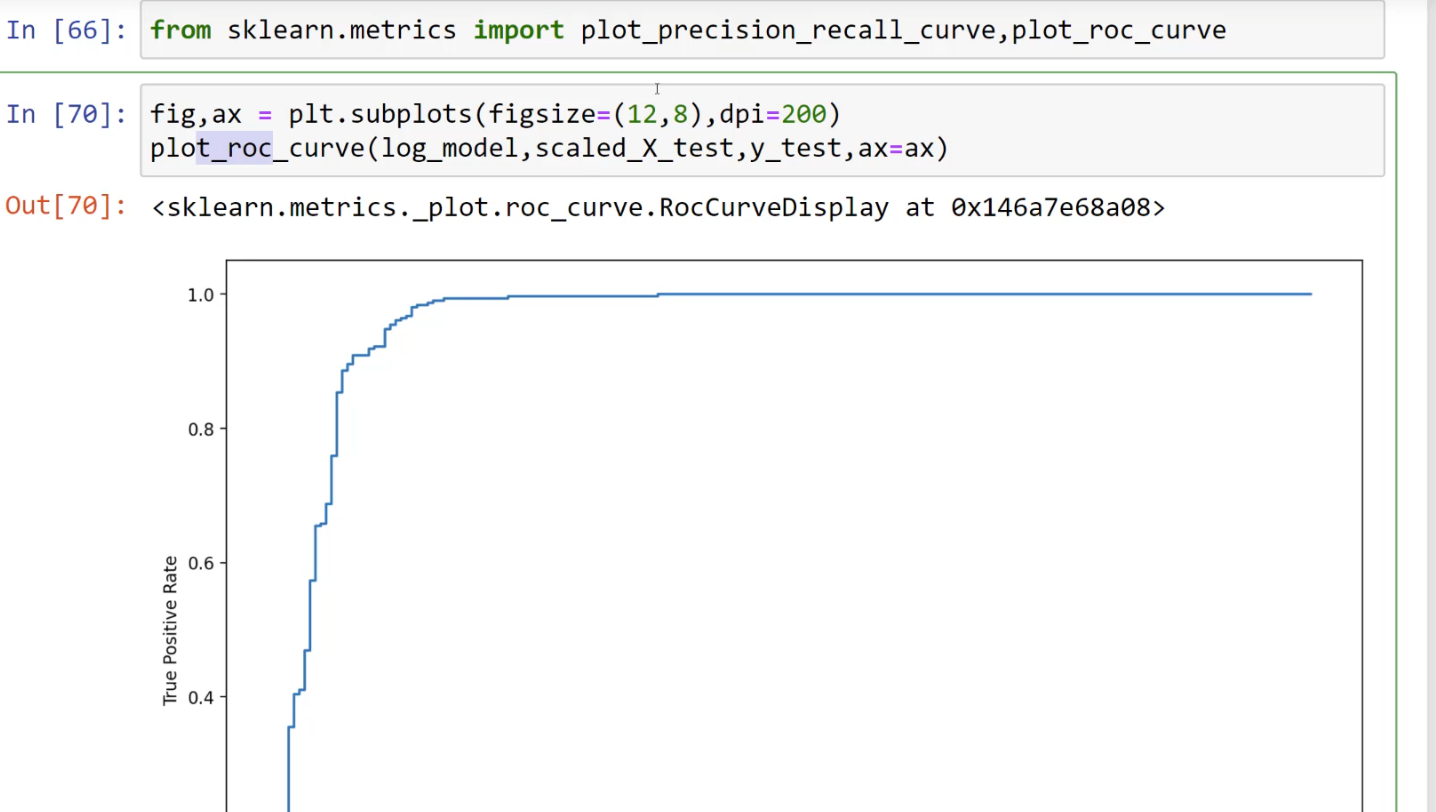 In [66]: from sklearn.metrics import plot_precision_recall_curve,plot_roc_curve
In [70]: fig,ax = plt.subplots(figsize=(12,8),dpi=200)
plot_roc_curve(log_model,scaled_X_test,y_test,ax=ax)
Out[70]: <sklearn.metrics._plot.roc_curve.RocCurveDisplay at 0x146a7e68a08>
1.0
0.8
0.6
True Positive Rate
0.4